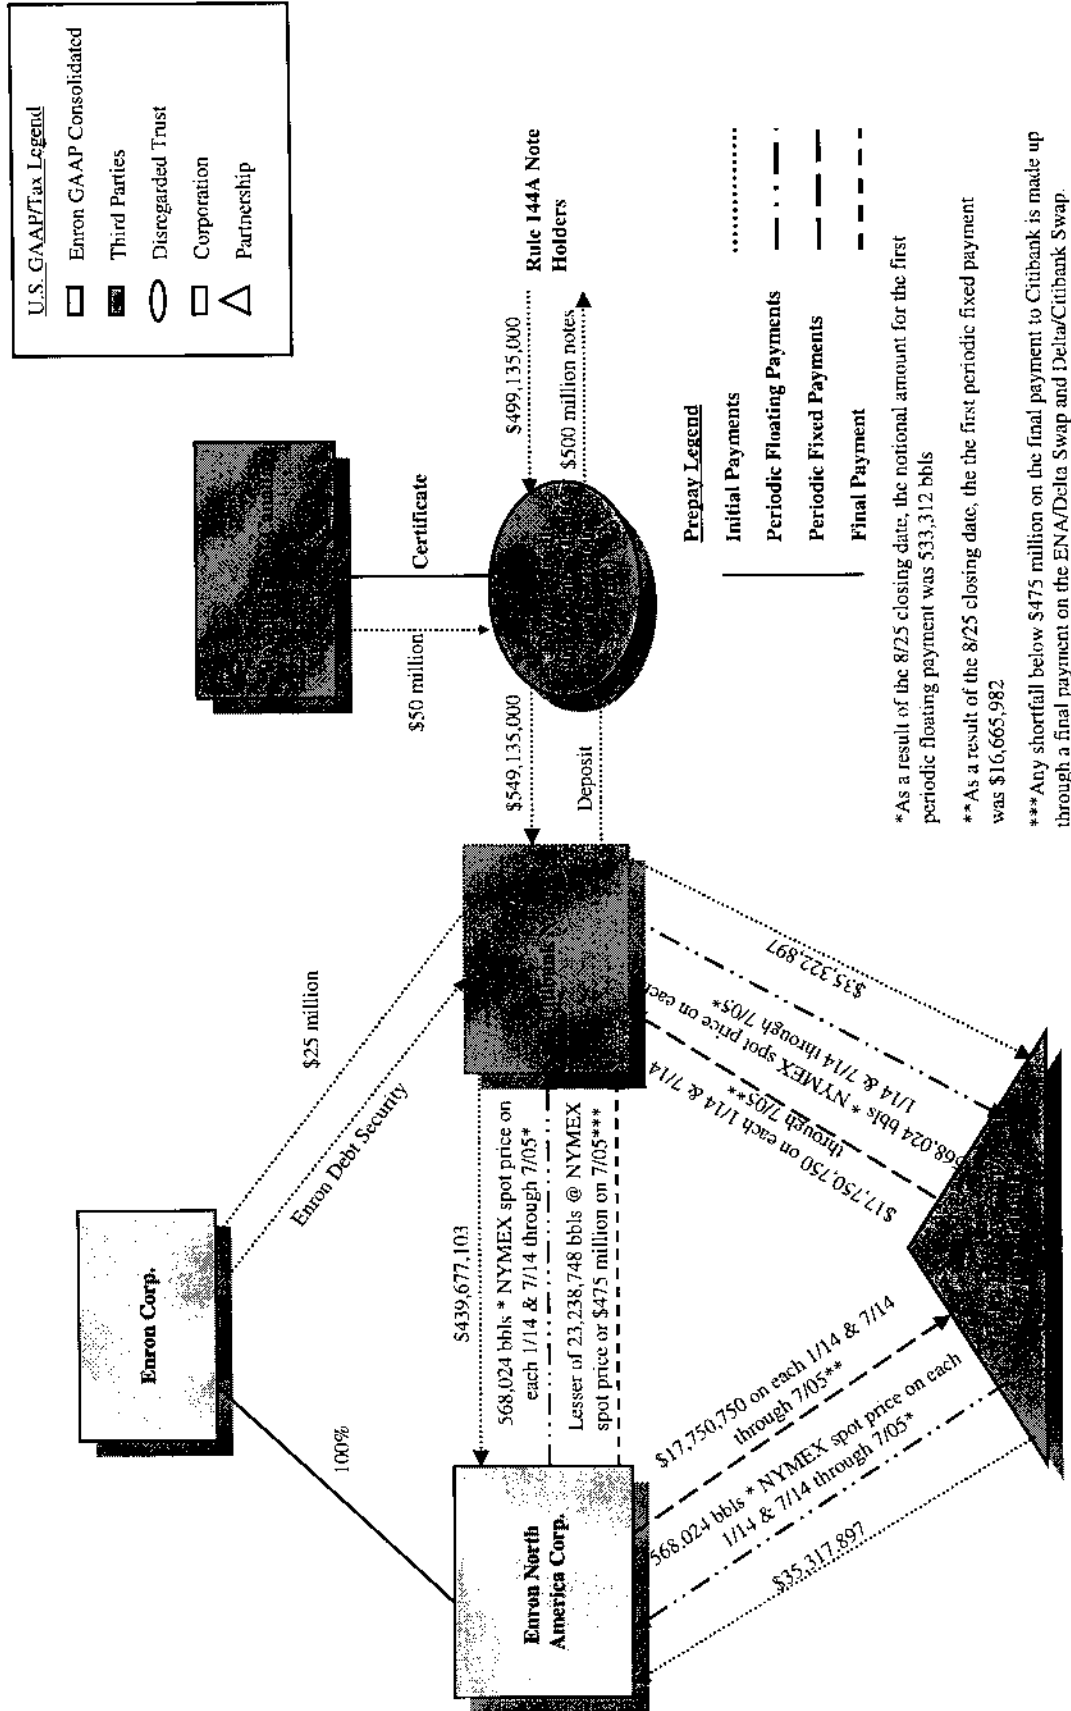 U.S. GAAP/Tax Legend
Enron GAAP Consolidated
Third Parties
Disregarded Trust
Corporation
Partnership
Enron Corp.
100%
$25 million
Enron Debt Security
$50 million
Certificate
Enron North
America Corp.
$439,677,103
568,024 bbls * NYMEX spot price on
each 1/14 & 7/14 through 7/05*
Lesser of 23,238,748 bbls @ NYMEX
spot price or $475 million on 7/05***
$549,135,000
Deposit
$499,135,000
$500 million notes
Rule 144A Note
Holders
$17,750,750 on each 1/14 & 7/14
through 7/05**
568,024 bbls * NYMEX spot price on each
1/14 & 7/14 through 7/05*
$35,317,897
$17,750,750 on each 1/14 & 7/14
through 7/05**
568,024 bbls * NYMEX spot price on each
1/14 & 7/14 through 7/05*
$35,322,897
Prepay Legend
Initial Payments
Periodic Floating Payments
Periodic Fixed Payments
Final Payment
*As a result of the 8/25 closing date, the notional amount for the first
periodic floating payment was 533,312 bbls
**As a result of the 8/25 closing date, the the first periodic fixed payment
was $16,665,982
***Any shortfall below $475 million on the final payment to Citibank is made up
through a final payment on the ENA/Delta Swap and Delta/Citibank Swap.